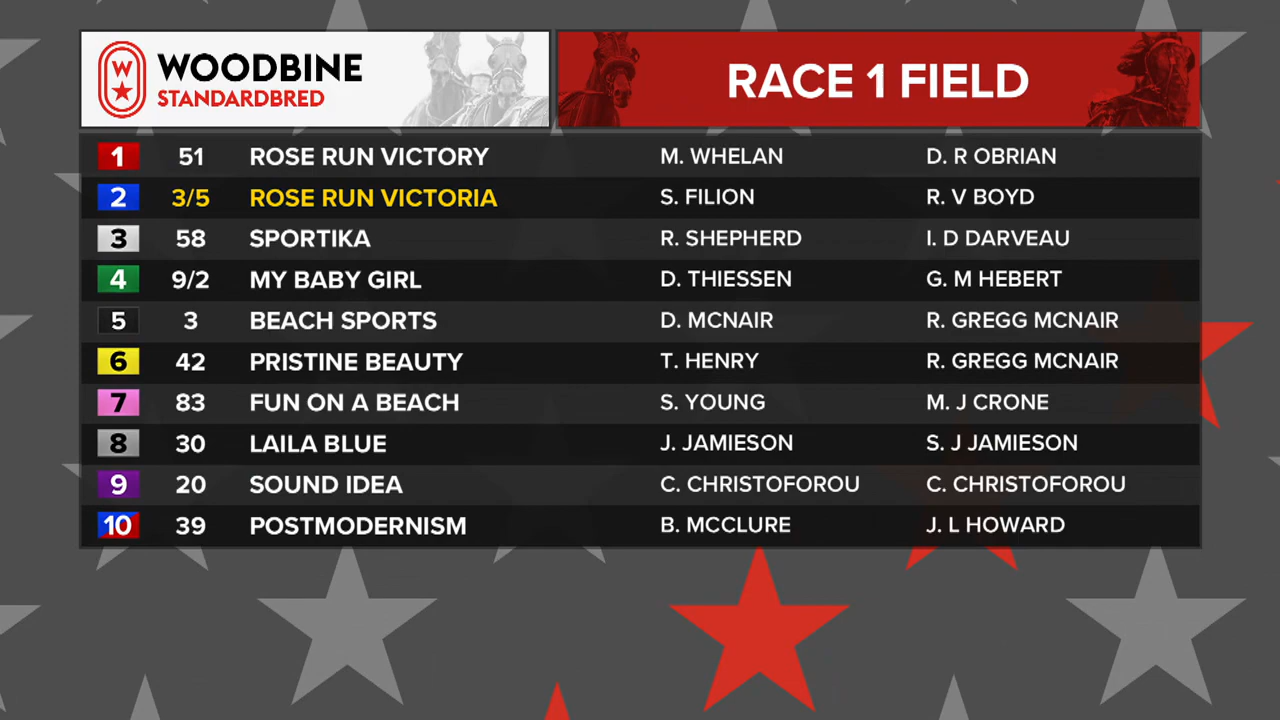 W
WOODBINE
STANDARDBRED
RACE 1 FIELD
1 51 ROSE RUN VICTORY M. WHELAN D. R OBRIAN
2 3/5 ROSE RUN VICTORIA S. FILION R. V BOYD
3 58 SPORTIKA R. SHEPHERD I. D DARVEAU
4 9/2 MY BABY GIRL D. THIESSEN G. M HEBERT
5 3 BEACH SPORTS D. MCNAIR R. GREGG MCNAIR
6 42 PRISTINE BEAUTY T. HENRY R. GREGG MCNAIR
7 83 FUN ON A BEACH S. YOUNG M. J CRONE
8 30 LAILA BLUE J. JAMIESON S. J JAMIESON
9 20 SOUND IDEA C. CHRISTOFOROU C. CHRISTOFOROU
10 39 POSTMODERNISM B. MCCLURE J. L HOWARD